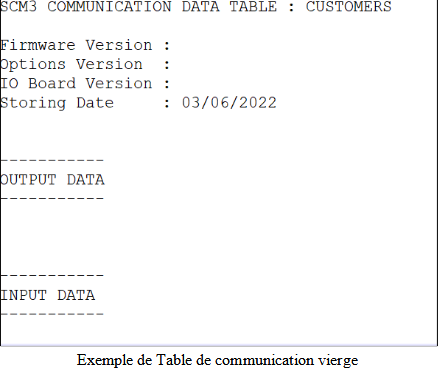 SCM3 COMMUNICATION DATA TABLE : CUSTOMERS
Firmware Version :
Options Version :
IO Board Version :
Storing Date : 03/06/2022
-----------
OUTPUT DATA
-----------
-----------
INPUT DATA
-----------
Exemple de Table de communication vierge